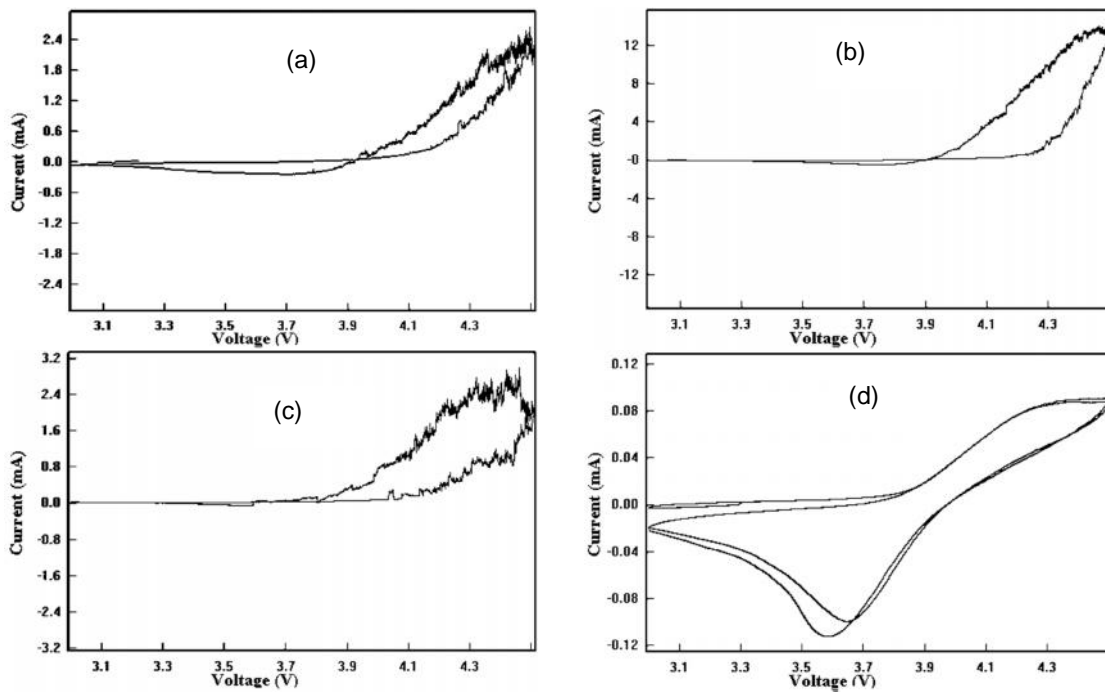 (a)
Current (mA)
2.4
1.8
1.2
0.6
0.0
-0.6
-1.2
-1.8
-2.4
3.1 3.3 3.5 3.7 3.9 4.1 4.3
Voltage (V)
(b)
Current (mA)
12
8
4
-0
-4
-8
-12
3.1 3.3 3.5 3.7 3.9 4.1 4.3
Voltage (V)
(c)
Current (mA)
3.2
2.4
1.6
0.8
0.0
-0.8
-1.6
-2.4
-3.2
3.1 3.3 3.5 3.7 3.9 4.1 4.3
Voltage (V)
(d)
Current (mA)
0.12
0.08
0.04
0.00
-0.04
-0.08
-0.12
3.1 3.3 3.5 3.7 3.9 4.1 4.3
Voltage (V)